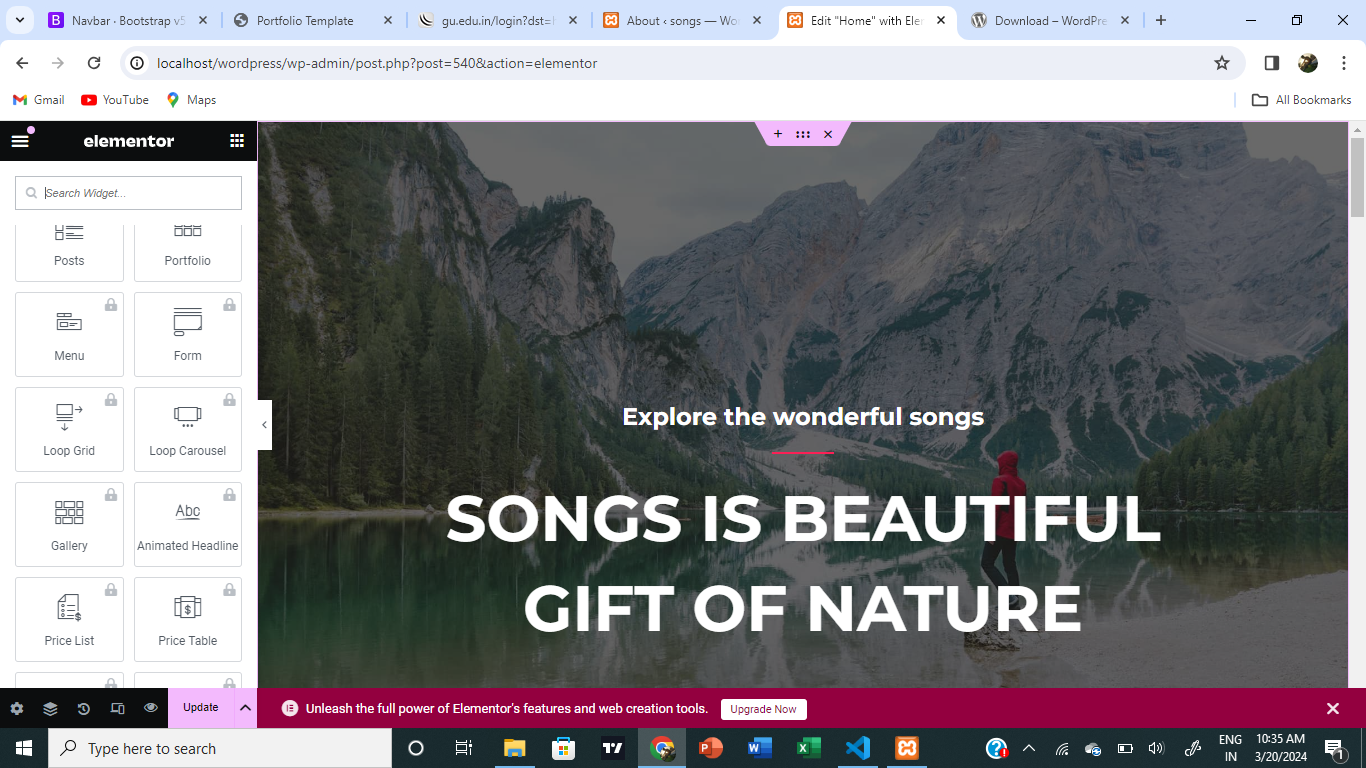 Navbar · Bootstrap v5
Portfolio Template
gu.edu.in/login?dst=
About ‹ songs — Wo
Edit "Home" with Ele
Download – WordPre
localhost/wordpress/wp-admin/post.php?post=540&action=elementor
Gmail
YouTube
Maps
All Bookmarks
elementor
Search Widget...
Posts
Portfolio
Menu
Form
Loop Grid
Loop Carousel
Abc
Gallery
Animated Headline
Price List
Price Table
Explore the wonderful songs
SONGS IS BEAUTIFUL
GIFT OF NATURE
Update
Unleash the full power of Elementor's features and web creation tools.
Upgrade Now
Type here to search
ENG
IN
10:35 AM
3/20/2024
1